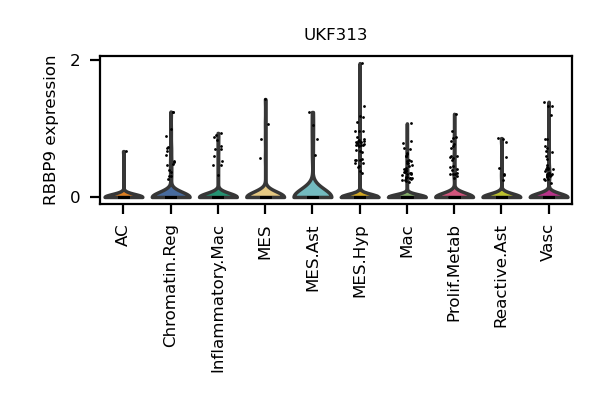 UKF313
RBBP9 expression
2
0
AC
Chromatin.Reg
Inflammatory.Mac
MES
MES.Ast
MES.Hyp
Mac
Prolif.Metab
Reactive.Ast
Vasc